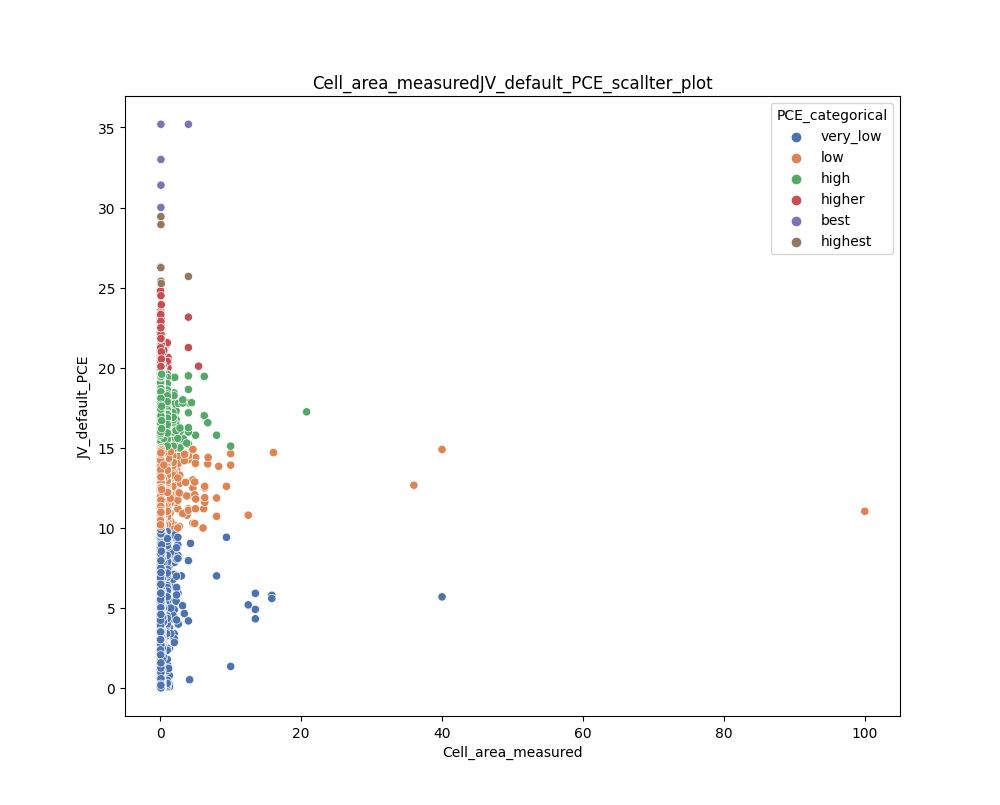 Cell_area_measuredJV_default_PCE_scallter_plot
PCE_categorical
very_low
low
high
higher
best
highest
35
30
25
20
15
10
5
0
JV_default_PCE
0 20 40 60 80 100
Cell_area_measured